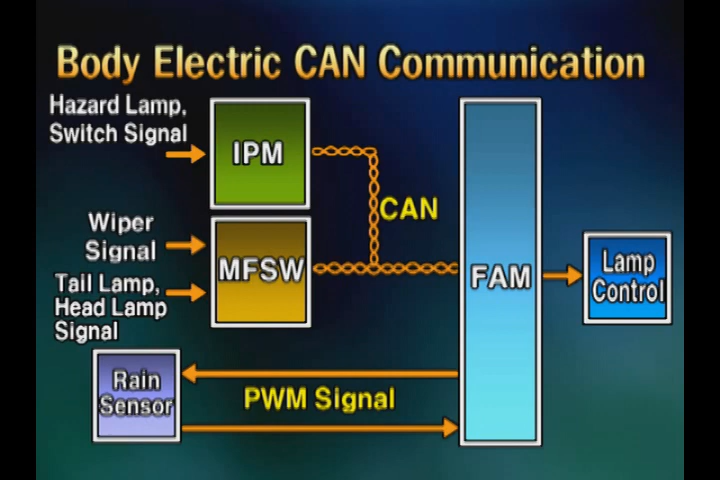 Body Electric CAN Communication
Hazard Lamp,
Switch Signal
IPM
CAN
Wiper
Signal
MFSW
Tail Lamp,
Head Lamp
Signal
FAM
Lamp
Control
Rain
Sensor
PWM Signal